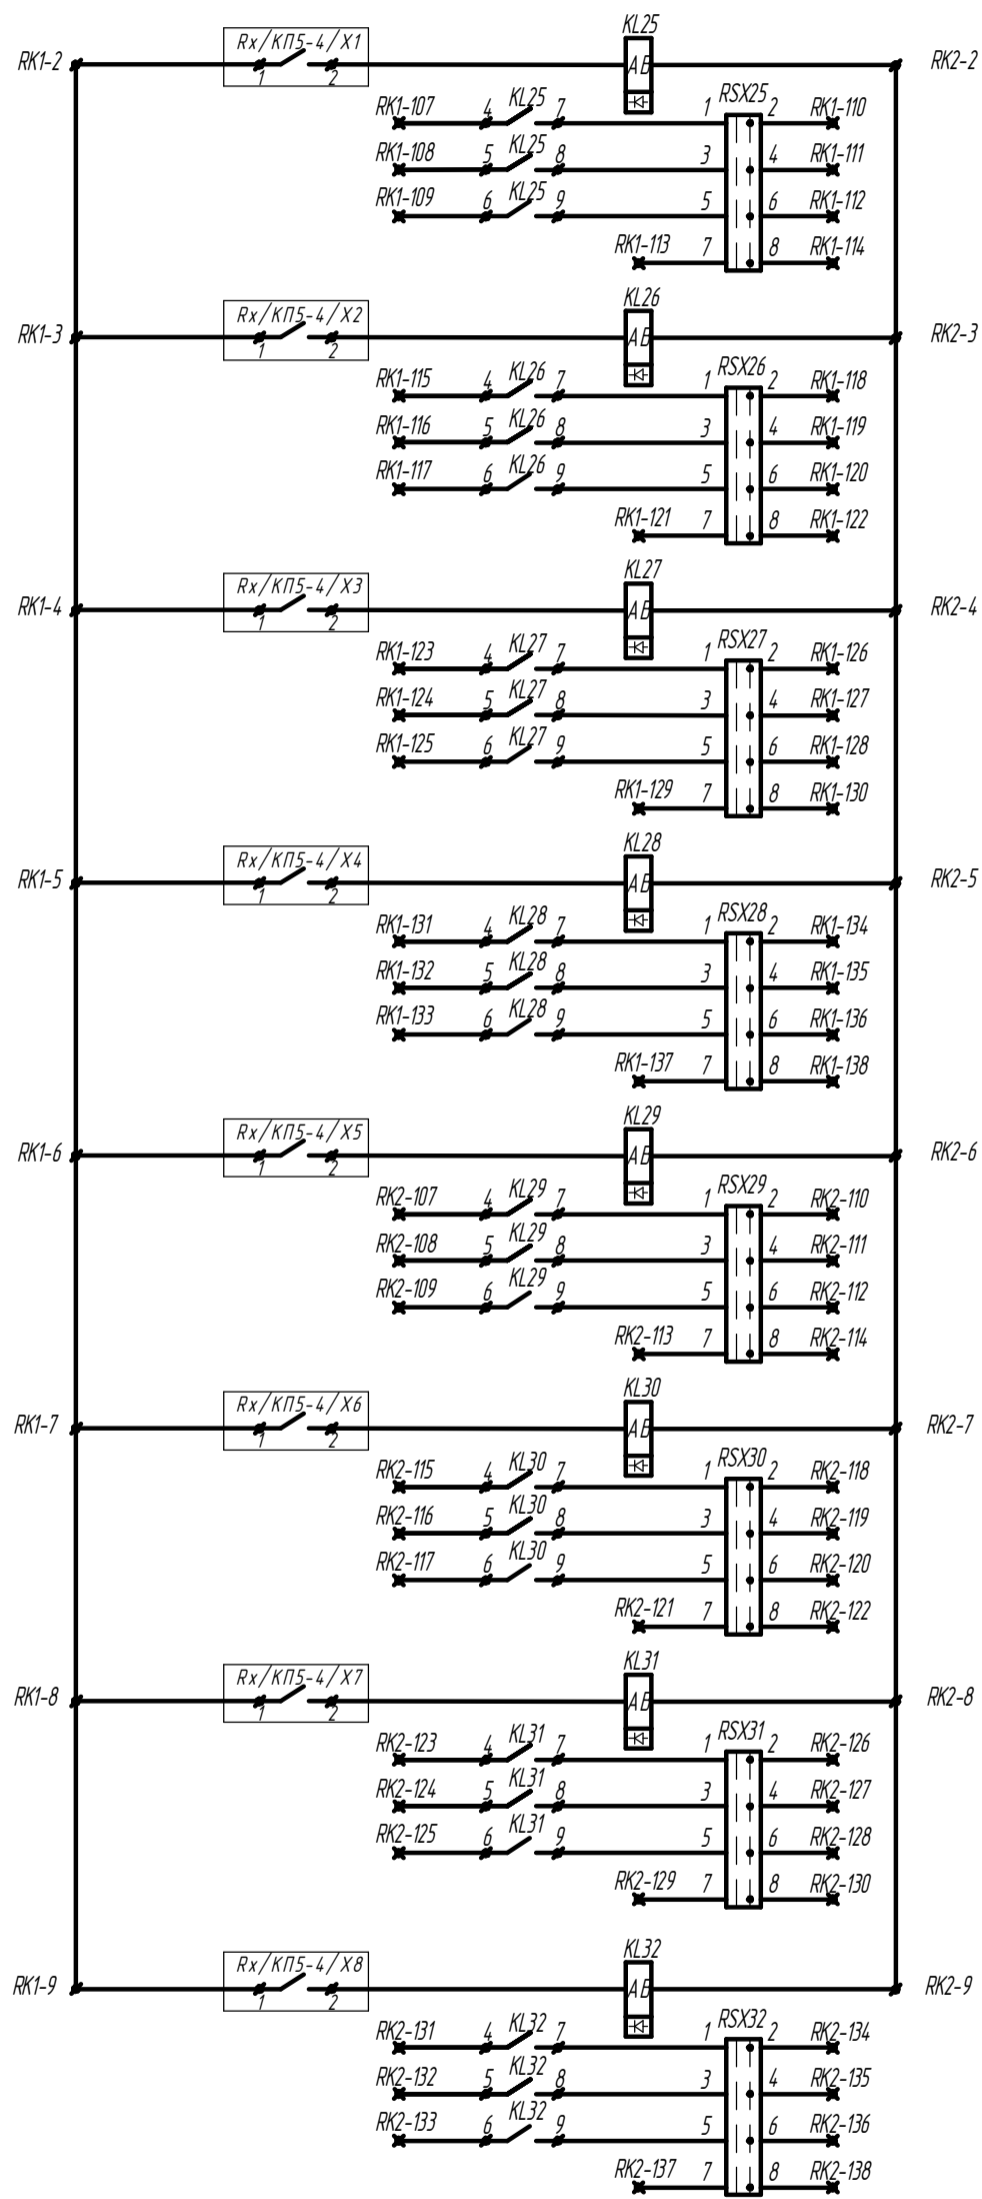 KL25
Rx/КП5-4/X1
RK1-2 1 2 AB RK2-2
RSX25
RK1-107 4 KL25 7 1 2 RK1-110
RK1-108 5 KL25 8 3 4 RK1-111
RK1-109 6 KL25 9 5 6 RK1-112
RK1-113 7 8 RK1-114
KL26
Rx/КП5-4/X2
RK1-3 1 2 AB RK2-3
RSX26
RK1-115 4 KL26 7 1 2 RK1-118
RK1-116 5 KL26 8 3 4 RK1-119
RK1-117 6 KL26 9 5 6 RK1-120
RK1-121 7 8 RK1-122
KL27
Rx/КП5-4/X3
RK1-4 1 2 AB RK2-4
RSX27
RK1-123 4 KL27 7 1 2 RK1-126
RK1-124 5 KL27 8 3 4 RK1-127
RK1-125 6 KL27 9 5 6 RK1-128
RK1-129 7 8 RK1-130
KL28
Rx/КП5-4/X4
RK1-5 1 2 AB RK2-5
RSX28
RK1-131 4 KL28 7 1 2 RK1-134
RK1-132 5 KL28 8 3 4 RK1-135
RK1-133 6 KL28 9 5 6 RK1-136
RK1-137 7 8 RK1-138
KL29
Rx/КП5-4/X5
RK1-6 1 2 AB RK2-6
RSX29
RK2-107 4 KL29 7 1 2 RK2-110
RK2-108 5 KL29 8 3 4 RK2-111
RK2-109 6 KL29 9 5 6 RK2-112
RK2-113 7 8 RK2-114
KL30
Rx/КП5-4/X6
RK1-7 1 2 AB RK2-7
RSX30
RK2-115 4 KL30 7 1 2 RK2-118
RK2-116 5 KL30 8 3 4 RK2-119
RK2-117 6 KL30 9 5 6 RK2-120
RK2-121 7 8 RK2-122
KL31
Rx/КП5-4/X7
RK1-8 1 2 AB RK2-8
RSX31
RK2-123 4 KL31 7 1 2 RK2-126
RK2-124 5 KL31 8 3 4 RK2-127
RK2-125 6 KL31 9 5 6 RK2-128
RK2-129 7 8 RK2-130
KL32
Rx/КП5-4/X8
RK1-9 1 2 AB RK2-9
RSX32
RK2-131 4 KL32 7 1 2 RK2-134
RK2-132 5 KL32 8 3 4 RK2-135
RK2-133 6 KL32 9 5 6 RK2-136
RK2-137 7 8 RK2-138